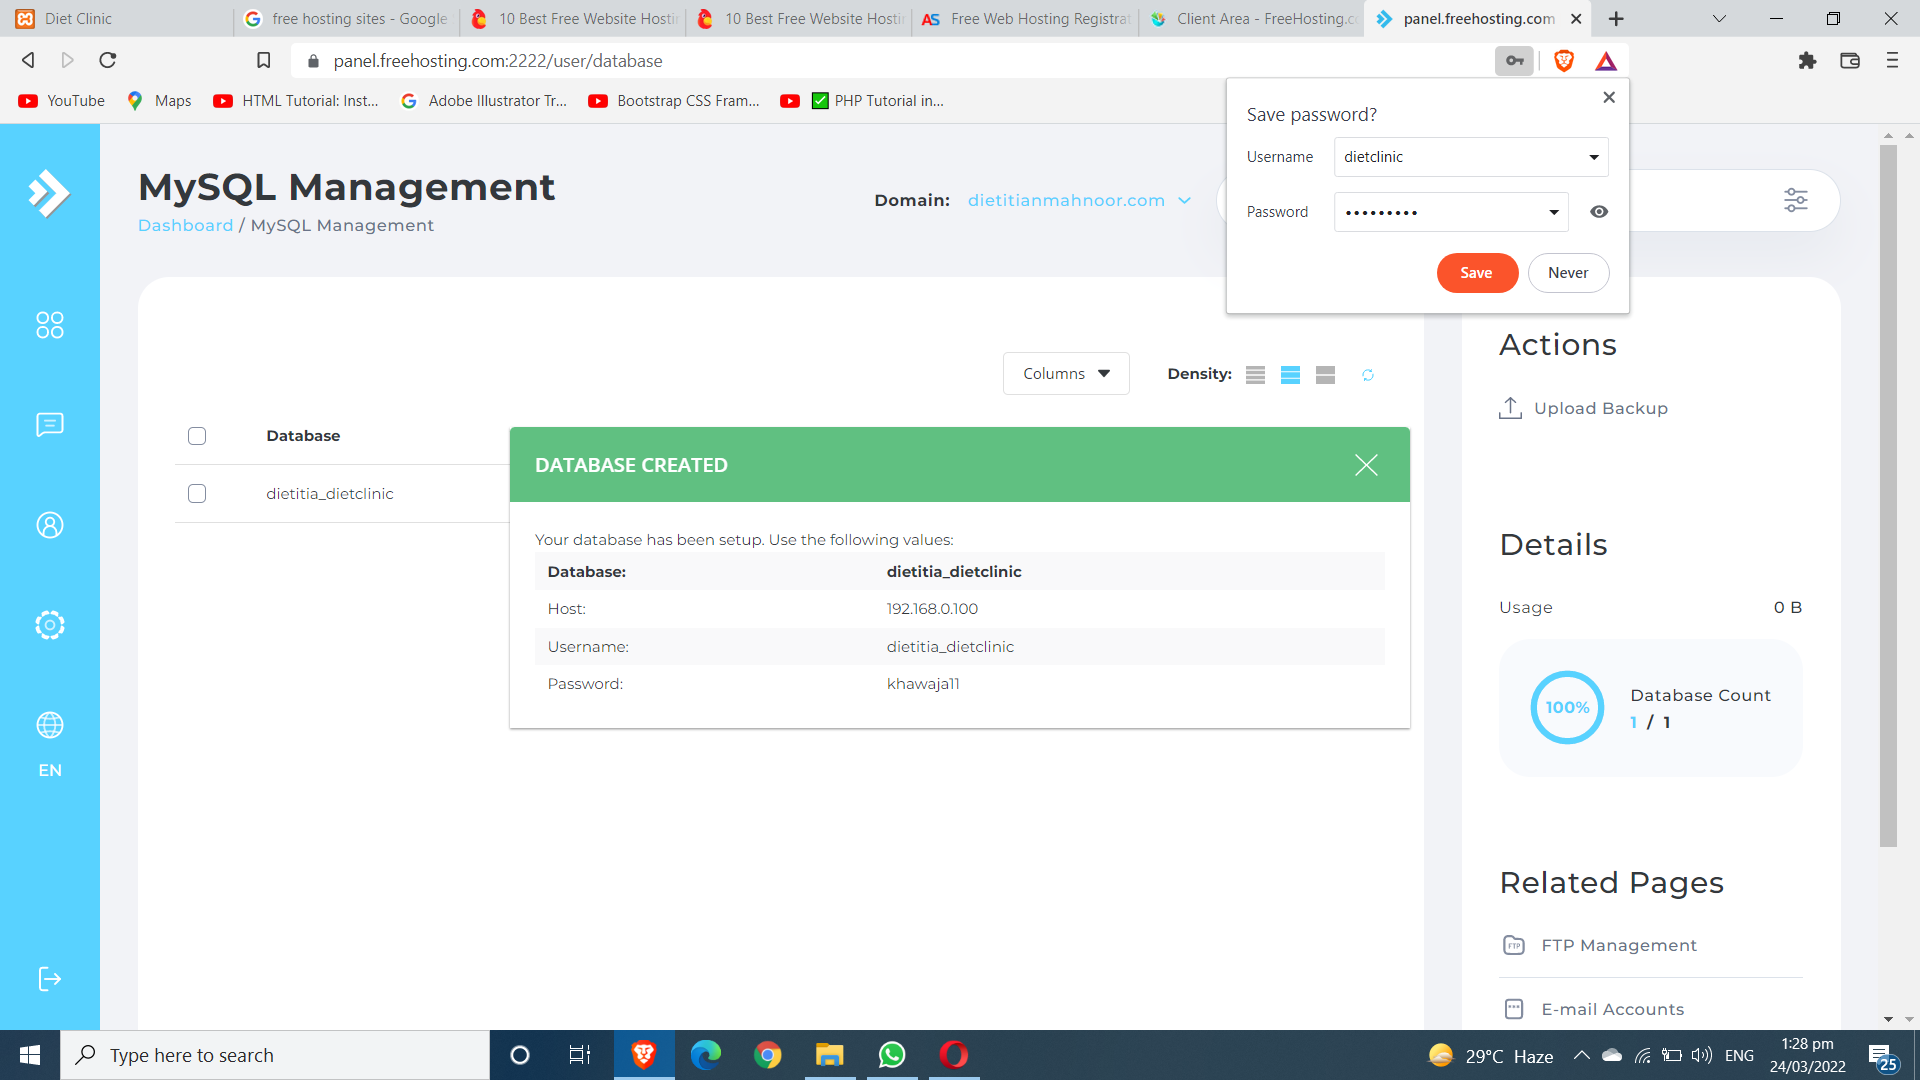 Diet Clinic
free hosting sites - Google
10 Best Free Website Hostin
10 Best Free Website Hostin
AS
Free Web Hosting Registrat
Client Area - FreeHosting.co
panel.freehosting.com
panel.freehosting.com:2222/user/database
YouTube
Maps
HTML Tutorial: Inst...
Adobe Illustrator Tr...
Bootstrap CSS Fram...
PHP Tutorial in...
Save password?
Username
dietclinic
Password
•••••••••
Save
Never
MySQL Management
Dashboard / MySQL Management
Domain: dietitianmahnoor.com
Columns
Density:
Database
dietitia_dietclinic
DATABASE CREATED
Your database has been setup. Use the following values:
Database: dietitia_dietclinic
Host: 192.168.0.100
Username: dietitia_dietclinic
Password: khawaja11
Actions
Upload Backup
Details
Usage 0 B
100%
Database Count
1 / 1
Related Pages
FTP
FTP Management
E-mail Accounts
EN
Type here to search
29°C Haze
ENG
1:28 pm
24/03/2022
25